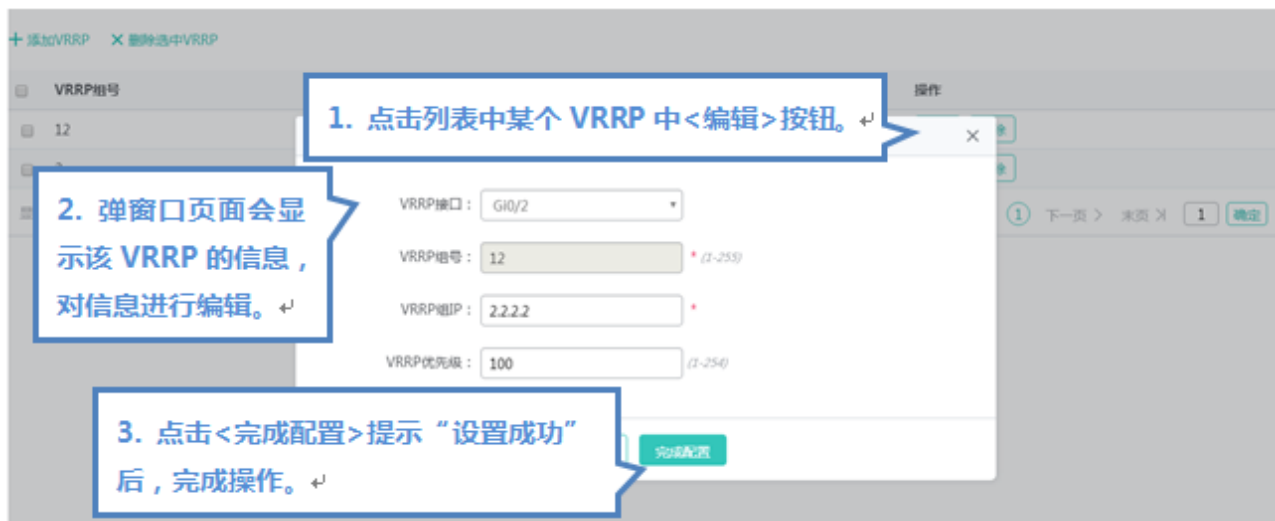 + 添加VRRP ✕ 删除选中VRRP
VRRP组号
操作
1. 点击列表中某个 VRRP 中<编辑>按钮。↵
12
2. 弹窗口页面会显
示该 VRRP 的信息，
对信息进行编辑。↵
VRRP接口： Gi0/2
VRRP组号： 12 * (1-255)
VRRP组IP： 2.2.2.2 *
VRRP优先级： 100 (1-254)
1 下一页 末页 1 确定
3. 点击<完成配置>提示“设置成功”
后，完成操作。↵
完成配置